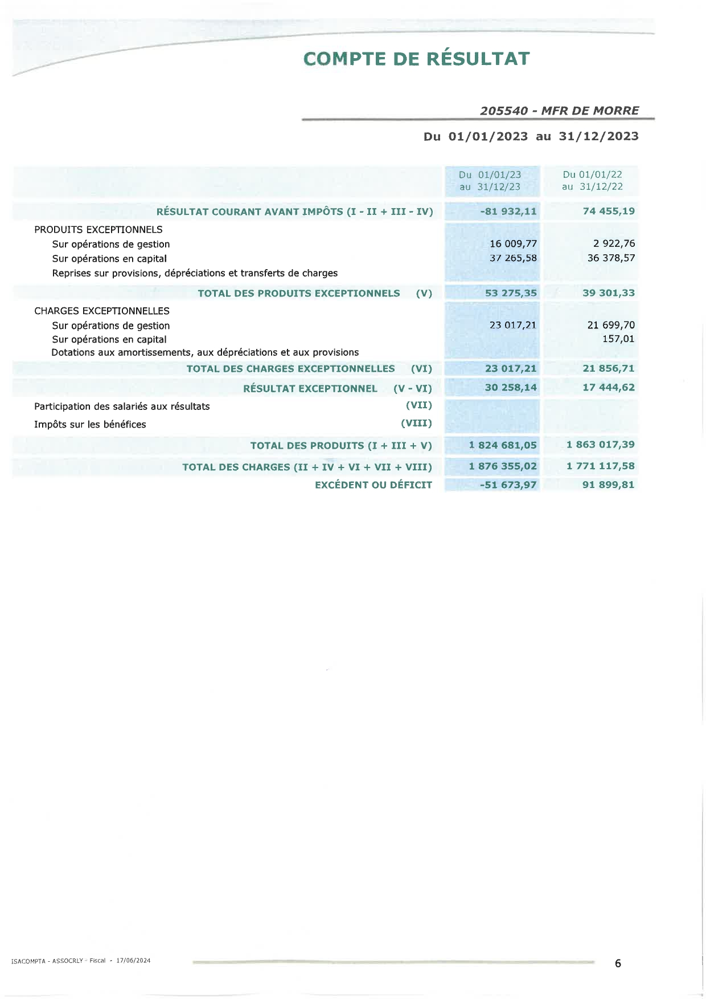 COMPTE DE RÉSULTAT
205540 - MFR DE MORRE
Du 01/01/2023 au 31/12/2023
Du 01/01/23 Du 01/01/22
au 31/12/23 au 31/12/22
RÉSULTAT COURANT AVANT IMPÔTS (I - II + III - IV) -81 932,11 74 455,19
PRODUITS EXCEPTIONNELS
Sur opérations de gestion 16 009,77 2 922,76
Sur opérations en capital 37 265,58 36 378,57
Reprises sur provisions, dépréciations et transferts de charges
TOTAL DES PRODUITS EXCEPTIONNELS (V) 53 275,35 39 301,33
CHARGES EXCEPTIONNELLES
Sur opérations de gestion 23 017,21 21 699,70
Sur opérations en capital 157,01
Dotations aux amortissements, aux dépréciations et aux provisions
TOTAL DES CHARGES EXCEPTIONNELLES (VI) 23 017,21 21 856,71
RÉSULTAT EXCEPTIONNEL (V - VI) 30 258,14 17 444,62
Participation des salariés aux résultats (VII)
Impôts sur les bénéfices (VIII)
TOTAL DES PRODUITS (I + III + V) 1 824 681,05 1 863 017,39
TOTAL DES CHARGES (II + IV + VI + VII + VIII) 1 876 355,02 1 771 117,58
EXCÉDENT OU DÉFICIT -51 673,97 91 899,81
ISACOMPTA - ASSOCRLY - Fiscal - 17/06/2024
6